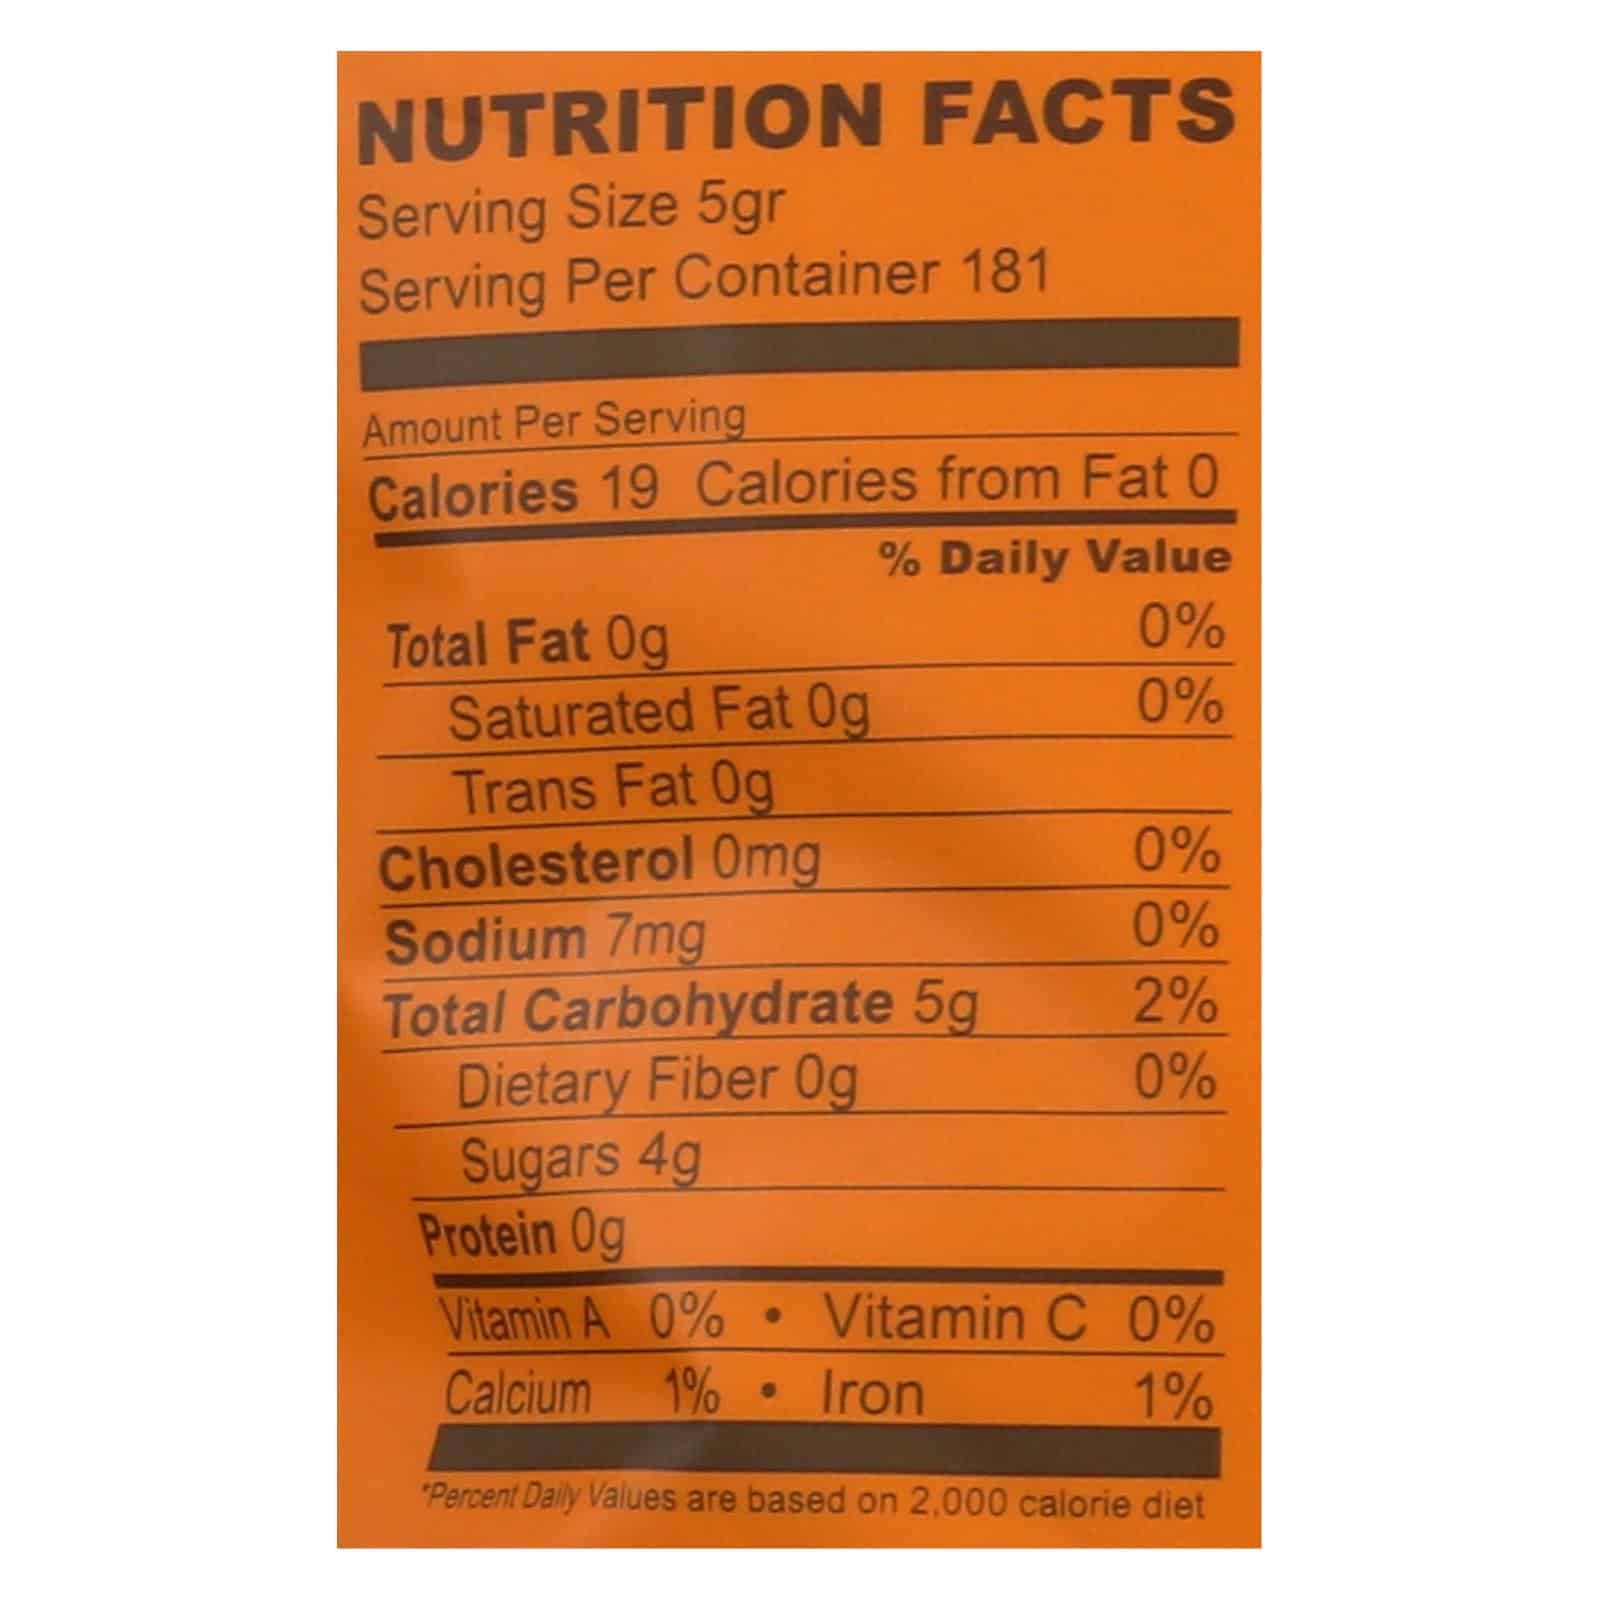 NUTRITION FACTS
Serving Size 5gr
Serving Per Container 181
Amount Per Serving
Calories 19 Calories from Fat 0
% Daily Value
Total Fat 0g 0%
Saturated Fat 0g 0%
Trans Fat 0g
Cholesterol 0mg 0%
Sodium 7mg 0%
Total Carbohydrate 5g 2%
Dietary Fiber 0g 0%
Sugars 4g
Protein 0g
Vitamin A 0% • Vitamin C 0%
Calcium 1% • Iron 1%
*Percent Daily Values are based on 2,000 calorie diet